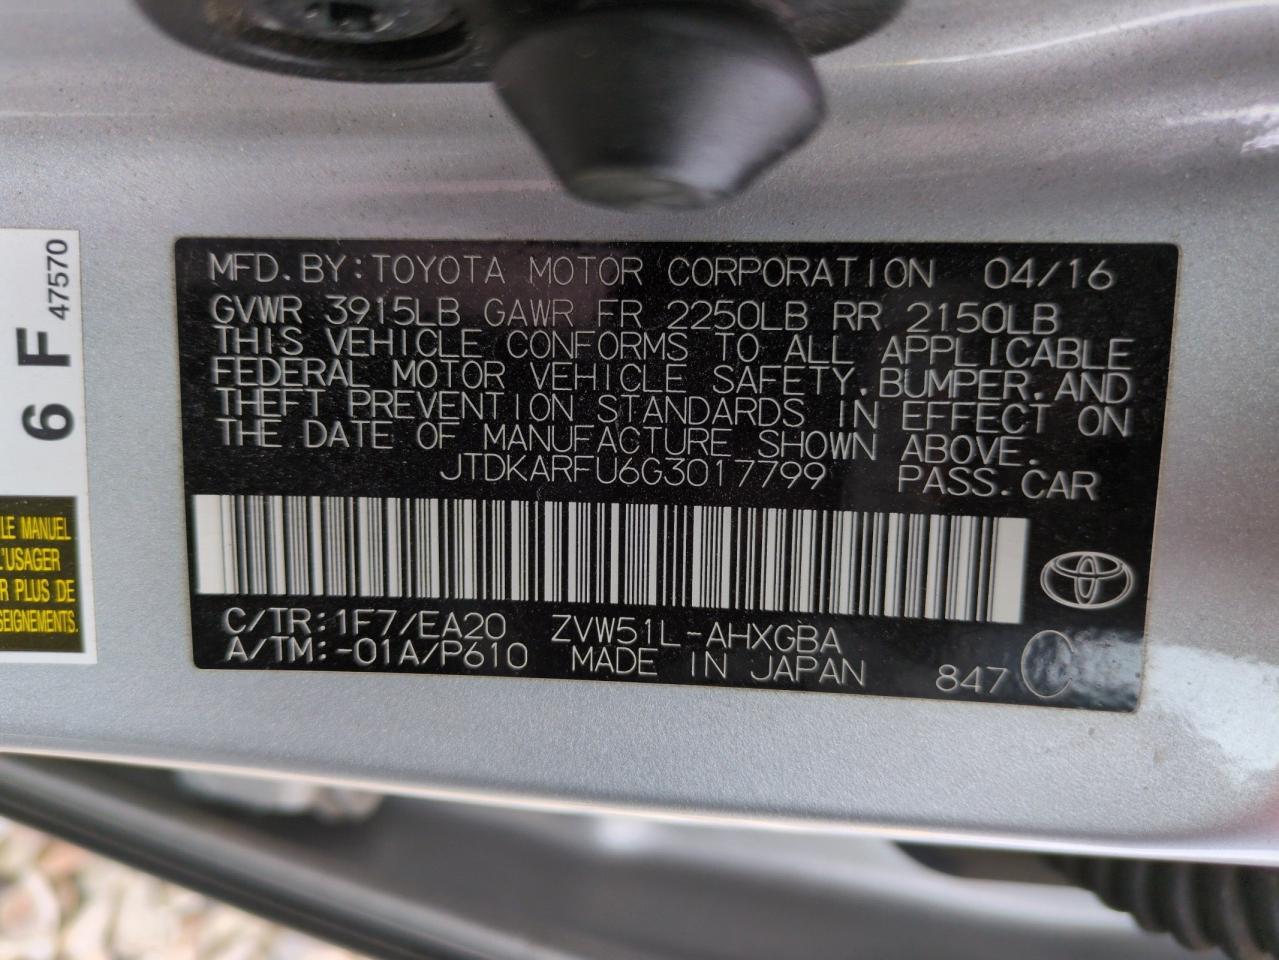 MFD.BY:TOYOTA MOTOR CORPORATION 04/16
GVWR 3915LB GAWR FR 2250LB RR 2150LB
THIS VEHICLE CONFORMS TO ALL APPLICABLE
FEDERAL MOTOR VEHICLE SAFETY,BUMPER,AND
THEFT PREVENTION STANDARDS IN EFFECT ON
THE DATE OF MANUFACTURE SHOWN ABOVE.
JTDKARFU6G3017799 PASS.CAR
C/TR:1F7/EA20 ZVW51L-AHXGBA
A/TM:-01A/P610 MADE IN JAPAN 847 C
6 F 47570
LE MANUEL
L'USAGER
R PLUS DE
SEIGNEMENTS